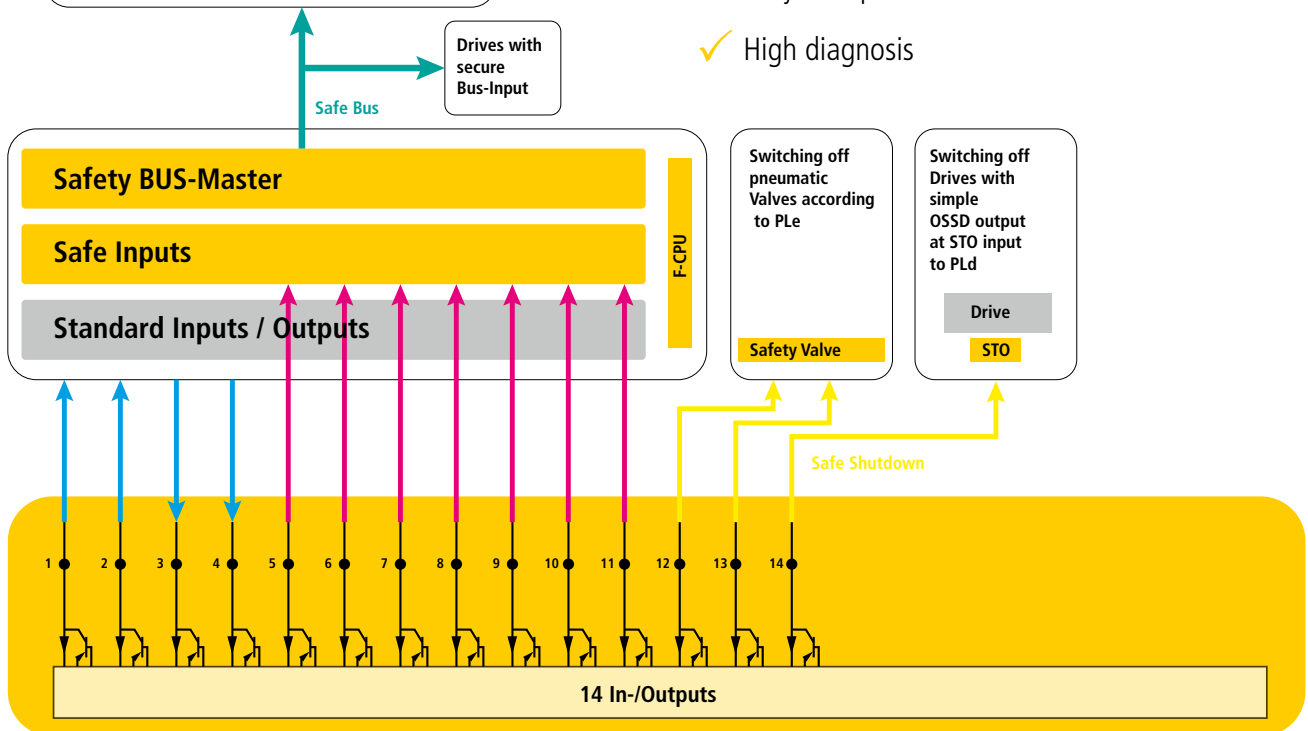 Drives with
secure
Bus-Input
High diagnosis
Safe Bus
Safety BUS-Master
Safe Inputs
Standard Inputs / Outputs
F-CPU
Switching off
pneumatic
Valves according
to PLe
Safety Valve
Switching off
Drives with
simple
OSSD output
at STO input
to PLd
Drive
STO
Safe Shutdown
1 2 3 4 5 6 7 8 9 10 11 12 13 14
14 In-/Outputs